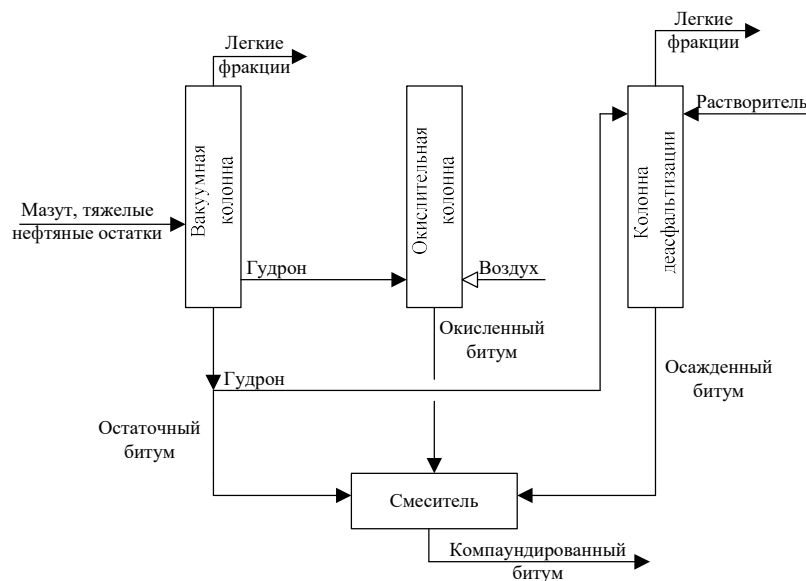 Легкие
фракции
Легкие
фракции
Растворитель
Вакуумная
колонна
Окислительная
колонна
Колонна
деасфальтизации
Мазут, тяжелые
нефтяные остатки
Гудрон
Воздух
Окисленный
битум
Гудрон
Осажденный
битум
Остаточный
битум
Смеситель
Компаундированный
битум